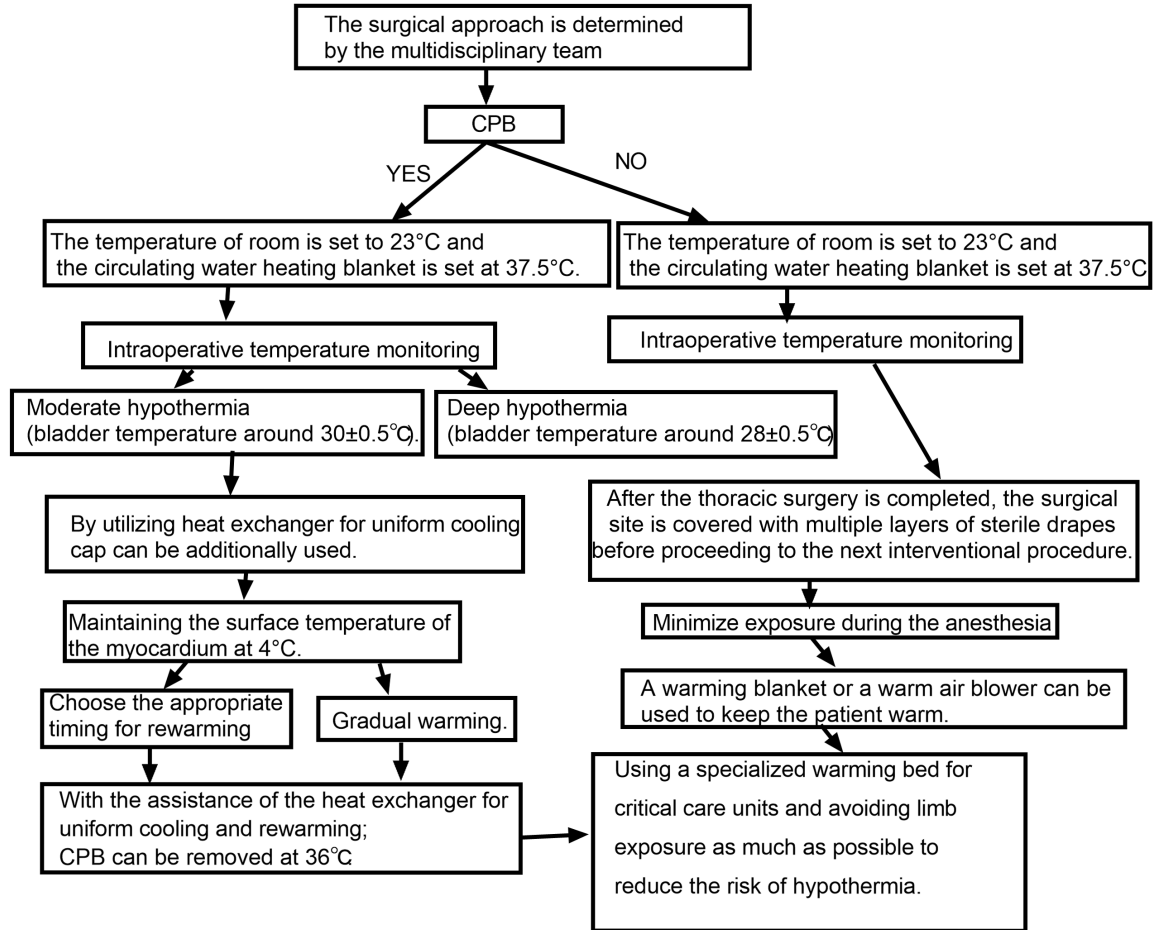 The surgical approach is determined
by the multidisciplinary team
CPB
YES
NO
The temperature of room is set to 23°C and
the circulating water heating blanket is set at 37.5°C.
The temperature of room is set to 23°C and
the circulating water heating blanket is set at 37.5°C
Intraoperative temperature monitoring
Intraoperative temperature monitoring
Moderate hypothermia
(bladder temperature around 30±0.5℃).
Deep hypothermia
(bladder temperature around 28±0.5℃)
By utilizing heat exchanger for uniform cooling
cap can be additionally used.
After the thoracic surgery is completed, the surgical
site is covered with multiple layers of sterile drapes
before proceeding to the next interventional procedure.
Maintaining the surface temperature of
the myocardium at 4°C.
Minimize exposure during the anesthesia
Choose the appropriate
timing for rewarming
Gradual warming.
A warming blanket or a warm air blower can be
used to keep the patient warm.
With the assistance of the heat exchanger for
uniform cooling and rewarming;
CPB can be removed at 36℃
Using a specialized warming bed for
critical care units and avoiding limb
exposure as much as possible to
reduce the risk of hypothermia.